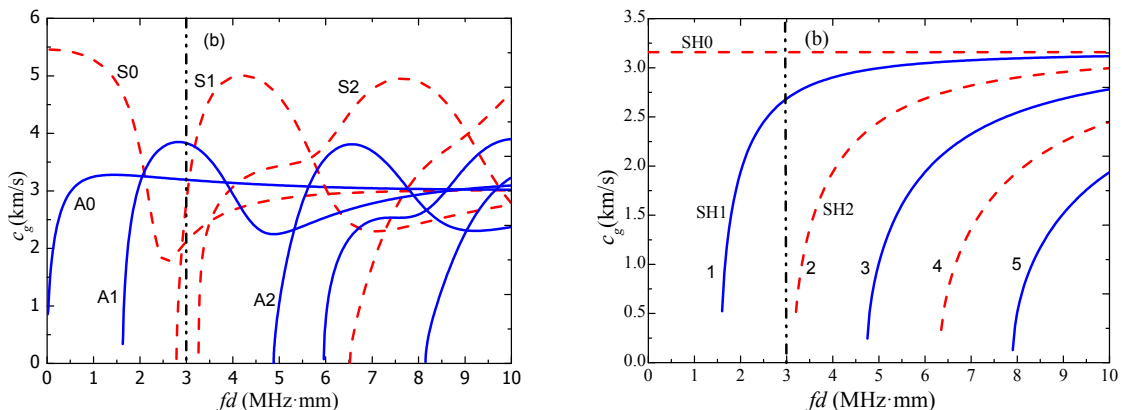 6
5
4
3
2
1
0
c_g(km/s)
(b)
S0
S1
S2
A0
A1
A2
0 1 2 3 4 5 6 7 8 9 10
fd (MHz·mm)
3.5
3.0
2.5
2.0
1.5
1.0
0.5
0.0
c_g(km/s)
(b)
SH0
SH1
SH2
1
2
3
4
5
0 1 2 3 4 5 6 7 8 9 10
fd (MHz·mm)